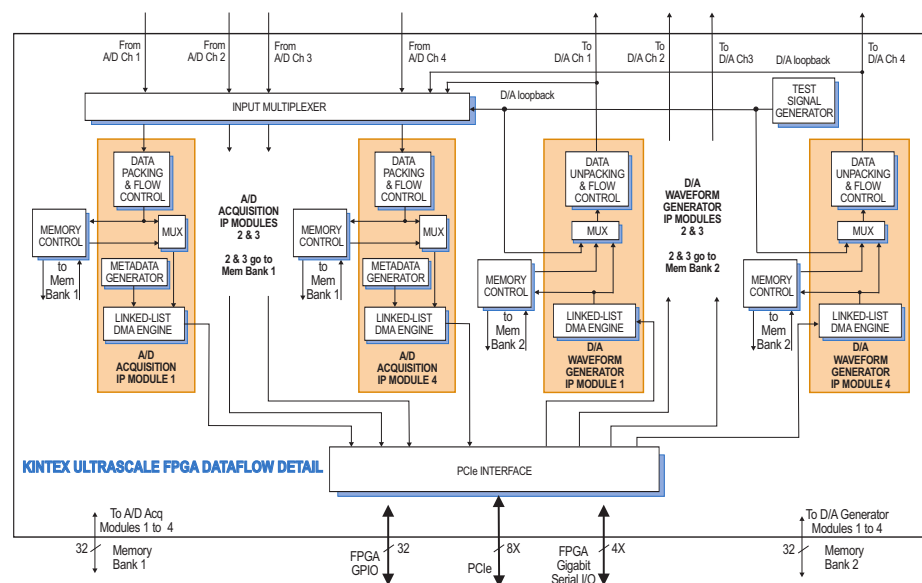 From
A/D Ch 1
From
A/D Ch 2
From
A/D Ch 3
From
A/D Ch 4
To
D/A Ch 1
To
D/A Ch 2
To
D/A Ch3
To
D/A Ch 4
D/A loopback
D/A loopback
INPUT MULTIPLEXER
TEST
SIGNAL
GENERATOR
DATA
PACKING
& FLOW
CONTROL
MUX
MEMORY
CONTROL
to
Mem
Bank 1
METADATA
GENERATOR
LINKED-LIST
DMA ENGINE
A/D
ACQUISITION
IP MODULE 1
A/D
ACQUISITION
IP MODULES
2 & 3
2 & 3 go to
Mem Bank 1
DATA
PACKING
& FLOW
CONTROL
MUX
MEMORY
CONTROL
to
Mem
Bank 1
METADATA
GENERATOR
LINKED-LIST
DMA ENGINE
A/D
ACQUISITION
IP MODULE 4
DATA
UNPACKING
& FLOW
CONTROL
MUX
MEMORY
CONTROL
to
Mem
Bank 2
LINKED-LIST
DMA ENGINE
D/A
WAVEFORM
GENERATOR
IP MODULE 1
D/A
WAVEFORM
GENERATOR
IP MODULES
2 & 3
2 & 3 go to
Mem Bank 2
DATA
UNPACKING
& FLOW
CONTROL
MUX
MEMORY
CONTROL
to
Mem
Bank 2
LINKED-LIST
DMA ENGINE
D/A
WAVEFORM
GENERATOR
IP MODULE 4
KINTEX ULTRASCALE FPGA DATAFLOW DETAIL
PCIe INTERFACE
To A/D Acq
Modules 1 to 4
32
Memory
Bank 1
32
FPGA
GPIO
8X
PCIe
4X
FPGA
Gigabit
Serial I/O
To D/A Generator
Modules 1 to 4
32
Memory
Bank 2